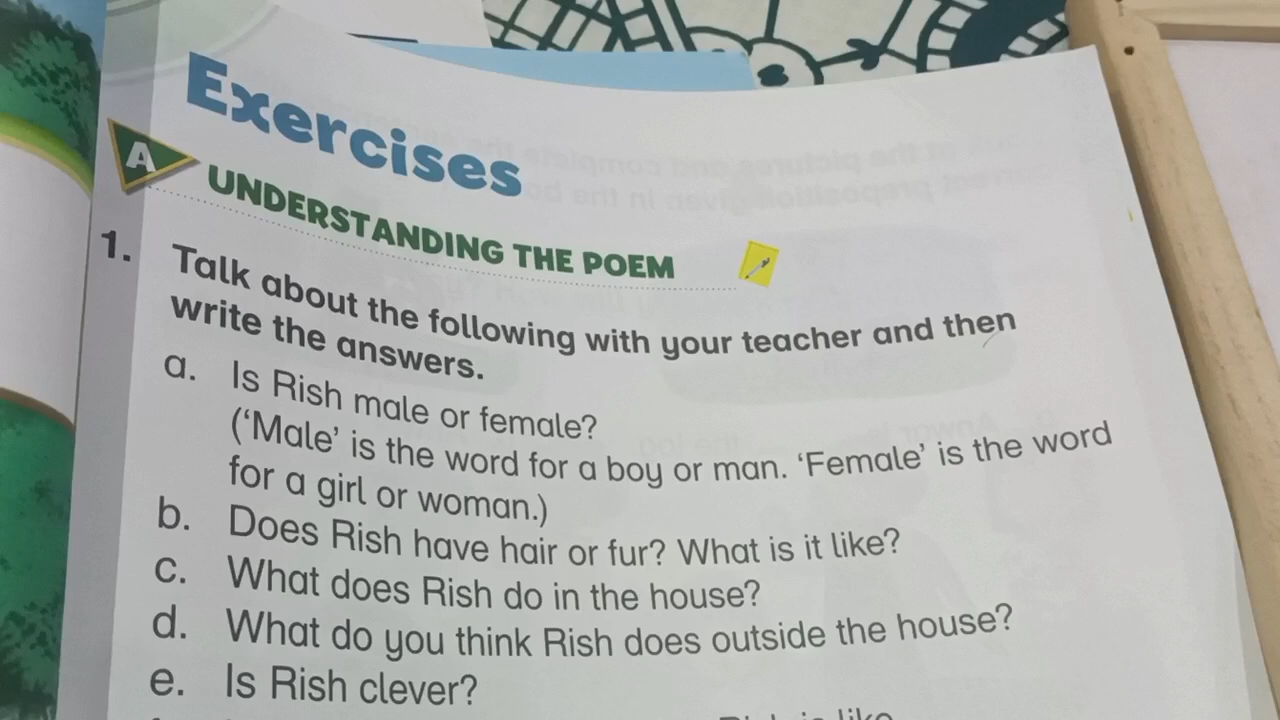 Exercises
A
UNDERSTANDING THE POEM
1. Talk about the following with your teacher and then
write the answers.
a. Is Rish male or female?
(‘Male’ is the word for a boy or man. ‘Female’ is the word
for a girl or woman.)
b. Does Rish have hair or fur? What is it like?
c. What does Rish do in the house?
d. What do you think Rish does outside the house?
e. Is Rish clever?